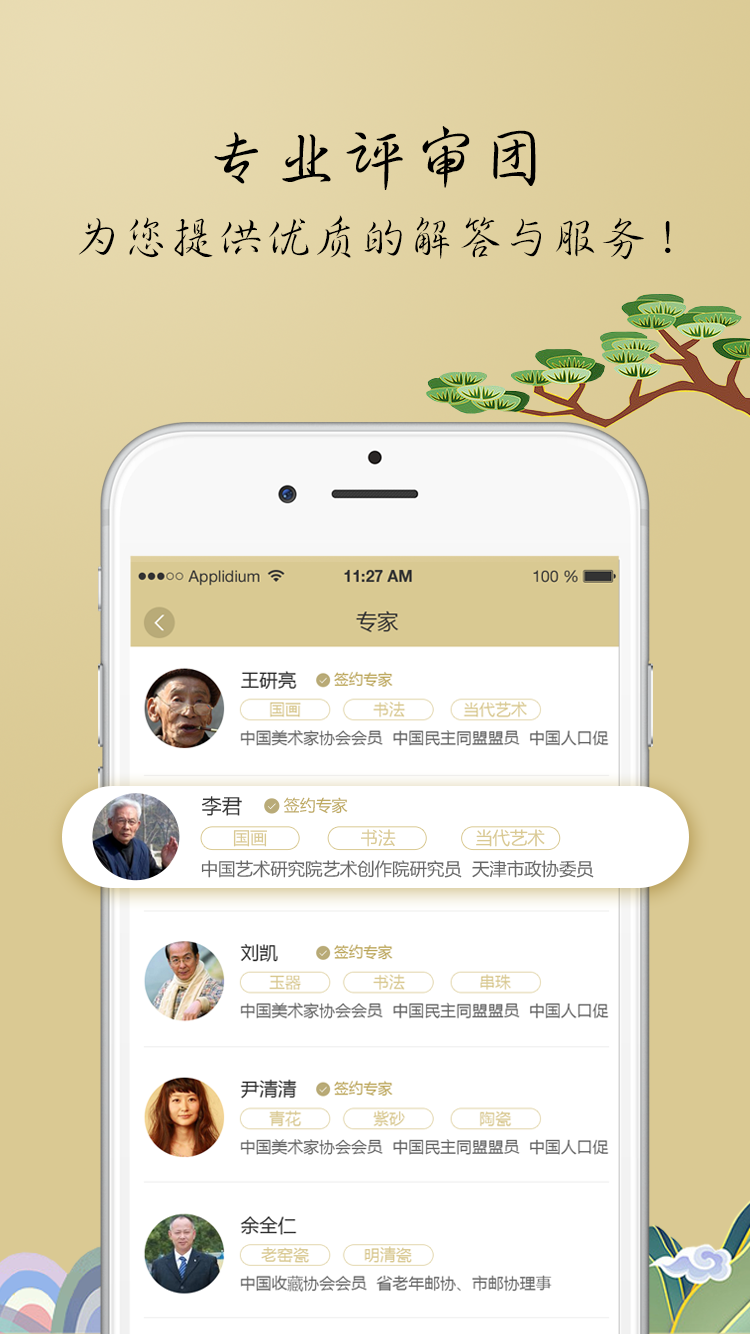 专业评审团
为您提供优质的解答与服务！
Applidium 11:27 AM 100 %
专家
王研亮 签约专家
国画 书法 当代艺术
中国美术家协会会员 中国民主同盟盟员 中国人口促
李君 签约专家
国画 书法 当代艺术
中国艺术研究院艺术创作院研究员 天津市政协委员
刘凯 签约专家
玉器 书法 串珠
中国美术家协会会员 中国民主同盟盟员 中国人口促
尹清清 签约专家
青花 紫砂 陶瓷
中国美术家协会会员 中国民主同盟盟员 中国人口促
余全仁
老窑瓷 明清瓷
中国收藏协会会员 省老年邮协、市邮协理事